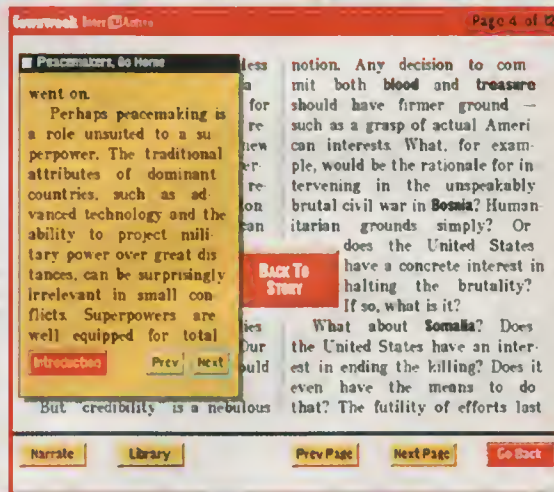 Newsweek InterActive
Page 4 of 12
Peacemakers, Go Home
went on.
Perhaps peacemaking is
a role unsuited to a su
perpower. The traditional
attributes of dominant
countries, such as ad-
vanced technology and the
ability to project mili-
tary power over great dis
tances, can be surprisingly
irrelevant in small con-
flicts. Superpowers are
well equipped for total
Introduction
Prev
Next
less
a
for
re
new
er-
re-
ion
ean
ies
Our
ould
But credibility is a nebulous
BACK TO
STORY
notion. Any decision to com
mit both blood and treasure
should have firmer ground —
such as a grasp of actual Ameri
can interests. What, for exam-
ple, would be the rationale for in
tervening in the unspeakably
brutal civil war in Bosnia? Human-
itarian grounds simply? Or
does the United States
have a concrete interest in
halting the brutality?
If so, what is it?
What about Somalia? Does
the United States have an inter-
est in ending the killing? Does it
even have the means to do
that? The futility of efforts last
Narrate
Library
Prev Page
Next Page
Go Back